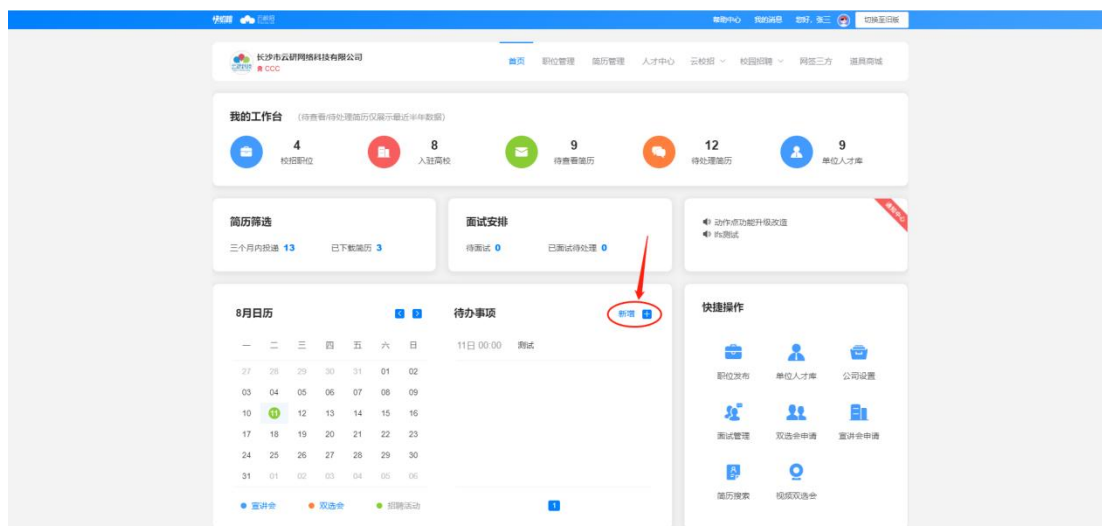 云校招
帮助中心 我的消息 您好, 张三 切换至旧版
长沙市云研网络科技有限公司
CCC
首页 职位管理 简历管理 人才中心 云校招 校园招聘 网签三方 道具商城
我的工作台 (待查看/待处理简历仅展示最近半年数据)
4 8 9 12 9
校招职位 入驻高校 待查看简历 待处理简历 单位人才库
简历筛选
三个月内投递 13 已下载简历 3
面试安排
待面试 0 已面试待处理 0
动作点功能升级改造
通知中心
8月日历
一 二 三 四 五 六 日
27 28 29 30 31 01 02
03 04 05 06 07 08 09
10 11 12 13 14 15 16
17 18 19 20 21 22 23
24 25 26 27 28 29 30
31 01 02 03 04 05 06
宣讲会 双选会 招聘活动
待办事项 新增
11日 00:00 测试
1
快捷操作
职位发布 单位人才库 公司设置
面试管理 双选会申请 宣讲会申请
简历搜索 视频双选会